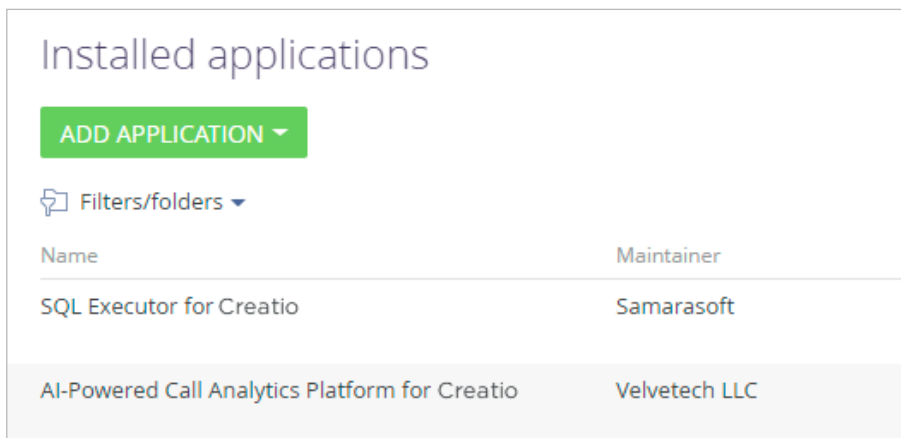 Installed applications
ADD APPLICATION
Filters/folders
Name Maintainer
SQL Executor for Creatio Samarasoft
AI-Powered Call Analytics Platform for Creatio Velvetech LLC